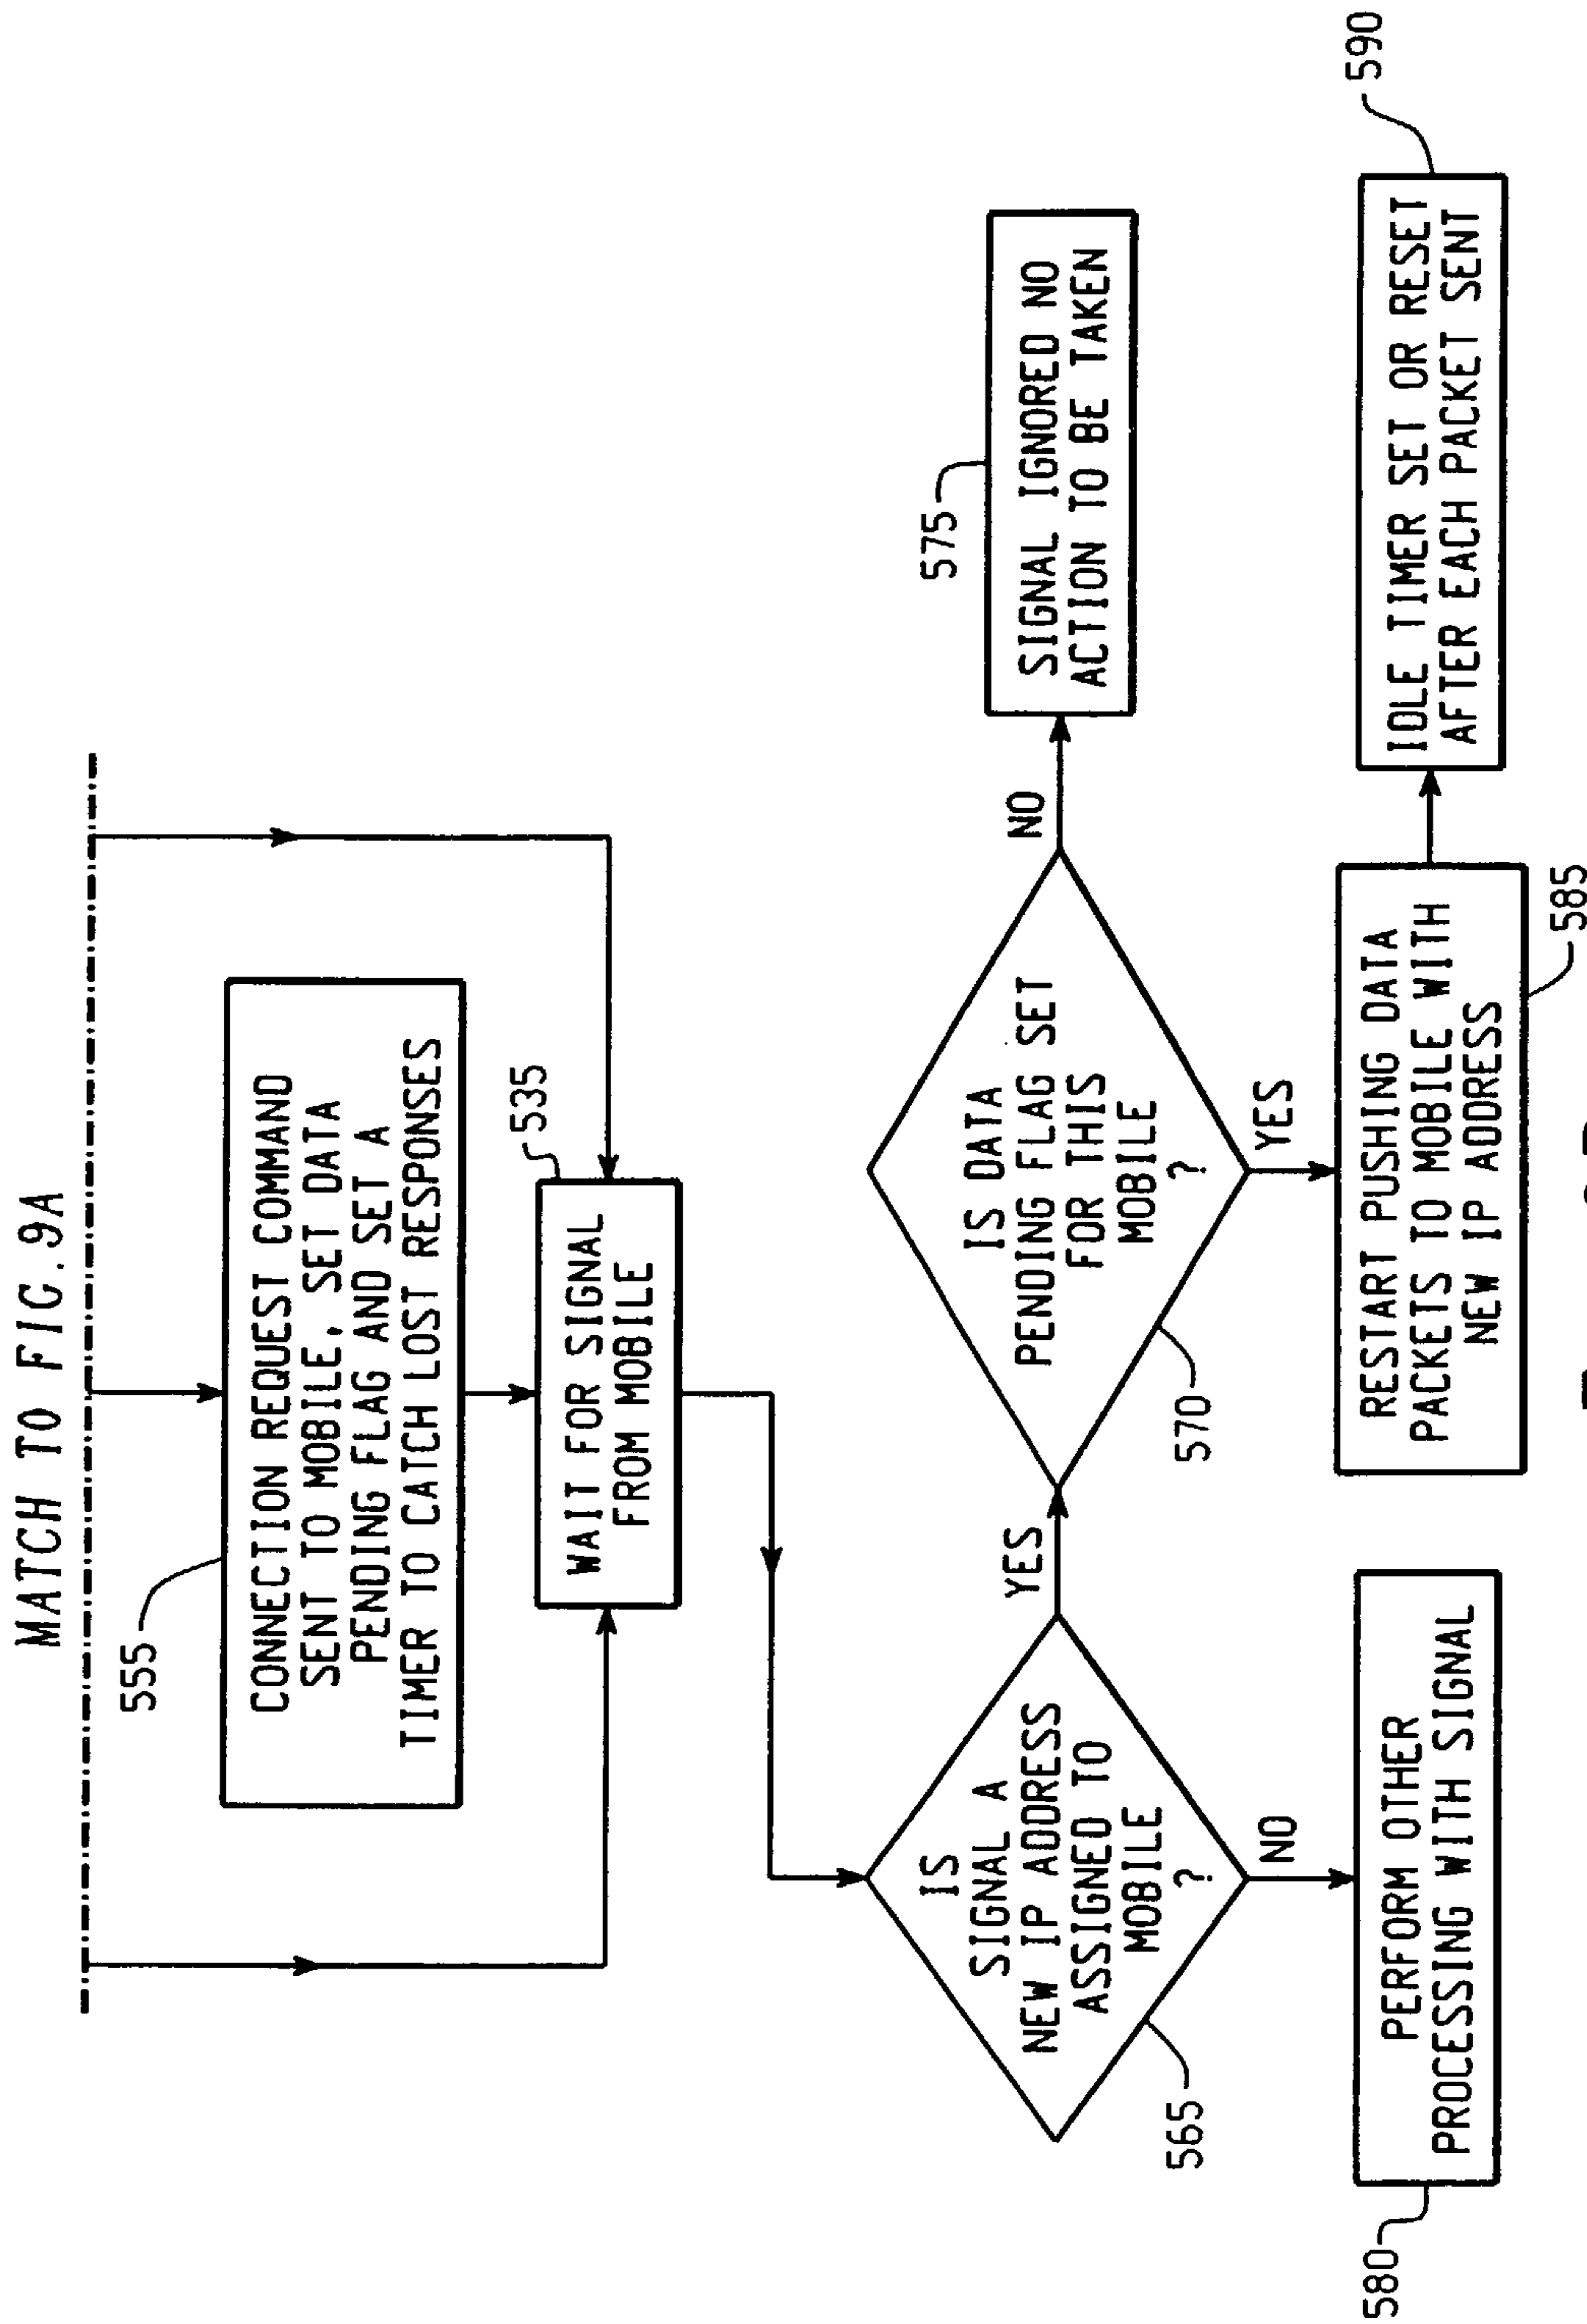 MATCH TO FIG.9A
555
CONNECTION REQUEST COMMAND
SENT TO MOBILE, SET DATA
PENDING FLAG AND SET A
TIMER TO CATCH LOST RESPONSES
535
WAIT FOR SIGNAL
FROM MOBILE
IS
SIGNAL A
NEW IP ADDRESS
ASSIGNED TO
MOBILE
?
565
YES
NO
IS DATA
PENDING FLAG SET
FOR THIS
MOBILE
?
570
NO
YES
575
SIGNAL IGNORED NO
ACTION TO BE TAKEN
580
PERFORM OTHER
PROCESSING WITH SIGNAL
RESTART PUSHING DATA
PACKETS TO MOBILE WITH
NEW IP ADDRESS
585
590
IDLE TIMER SET OR RESET
AFTER EACH PACKET SENT